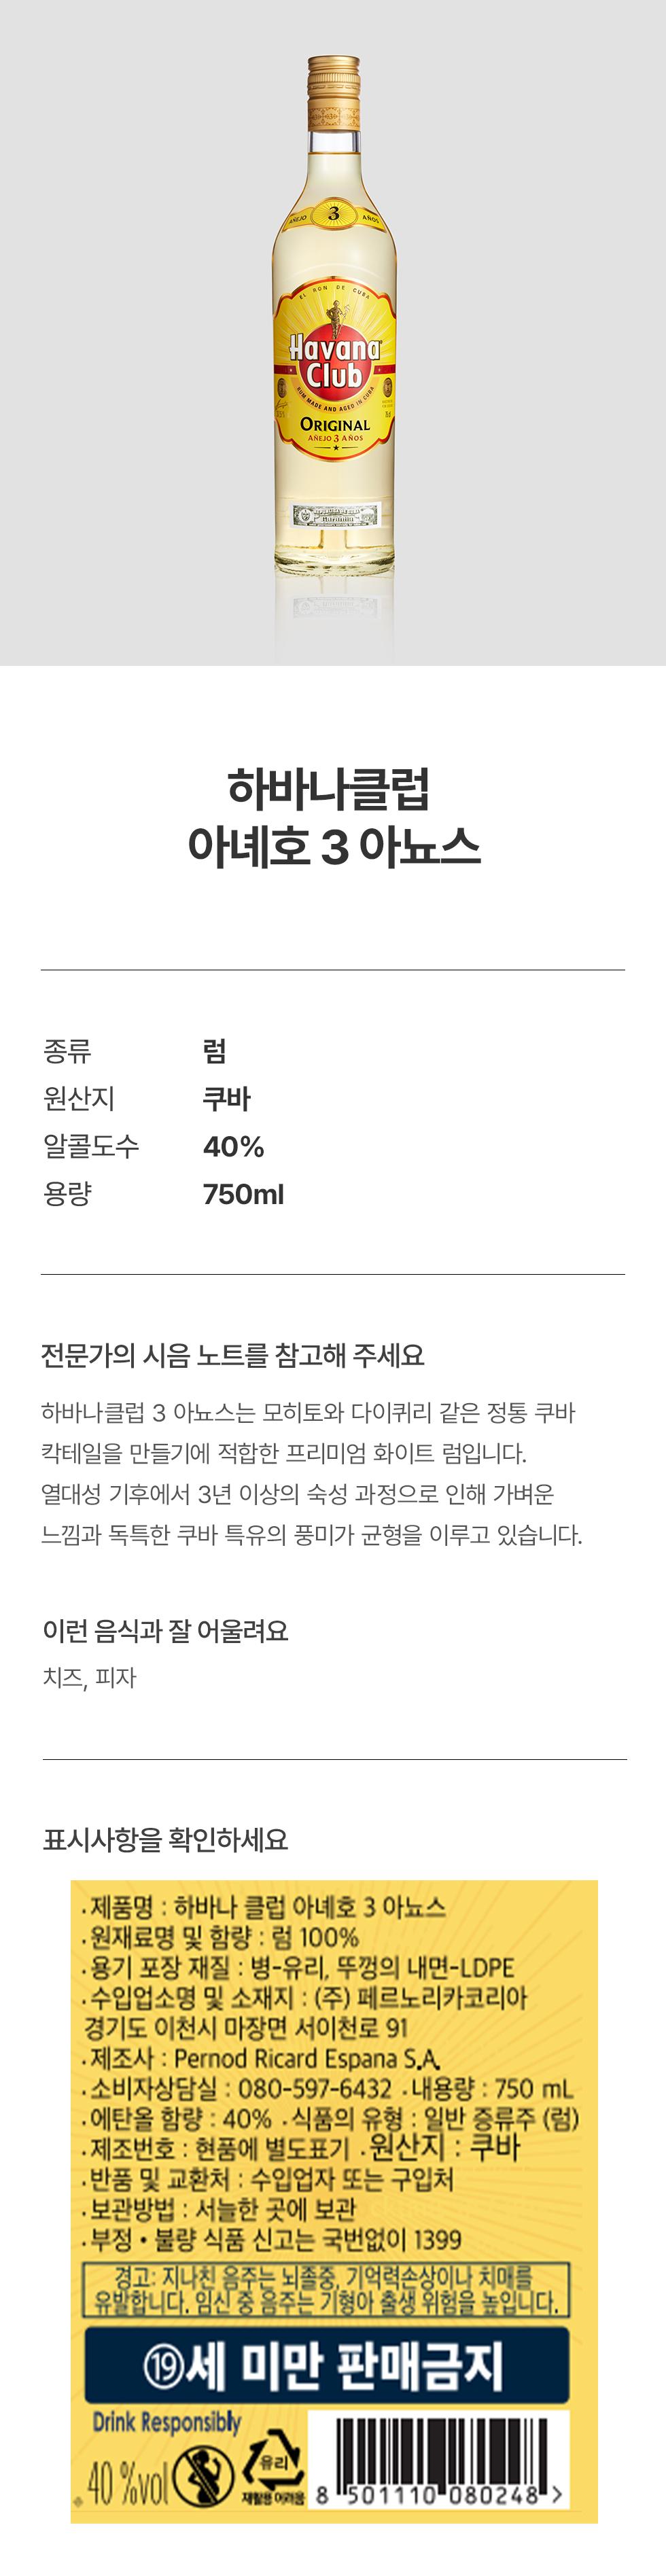 AÑEJO 3 AÑOS
EL RON DE CUBA
Havana
Club
RUM MADE AND AGED IN CUBA
ORIGINAL
AÑEJO 3 AÑOS
하바나클럽
아녜호 3 아뇨스
종류 럼
원산지 쿠바
알콜도수 40%
용량 750ml
전문가의 시음 노트를 참고해 주세요
하바나클럽 3 아뇨스는 모히토와 다이퀴리 같은 정통 쿠바
칵테일을 만들기에 적합한 프리미엄 화이트 럼입니다.
열대성 기후에서 3년 이상의 숙성 과정으로 인해 가벼운
느낌과 독특한 쿠바 특유의 풍미가 균형을 이루고 있습니다.
이런 음식과 잘 어울려요
치즈, 피자
표시사항을 확인하세요
·제품명 : 하바나 클럽 아녜호 3 아뇨스
·원재료명 및 함량 : 럼 100%
·용기 포장 재질 : 병-유리, 뚜껑의 내면-LDPE
·수입업소명 및 소재지 : (주) 페르노리카코리아
경기도 이천시 마장면 서이천로 91
·제조사 : Pernod Ricard Espana S.A.
·소비자상담실 : 080-597-6432 ·내용량 : 750 mL
·에탄올 함량 : 40% ·식품의 유형 : 일반 증류주 (럼)
·제조번호 : 현품에 별도표기 ·원산지 : 쿠바
·반품 및 교환처 : 수입업자 또는 구입처
·보관방법 : 서늘한 곳에 보관
·부정 • 불량 식품 신고는 국번없이 1399
경고: 지나친 음주는 뇌졸중, 기억력손상이나 치매를
유발합니다. 임신 중 음주는 기형아 출생 위험을 높입니다.
⑲세 미만 판매금지
Drink Responsibly
40 %vol
유리
재활용 어려움
8 501110 080248 >